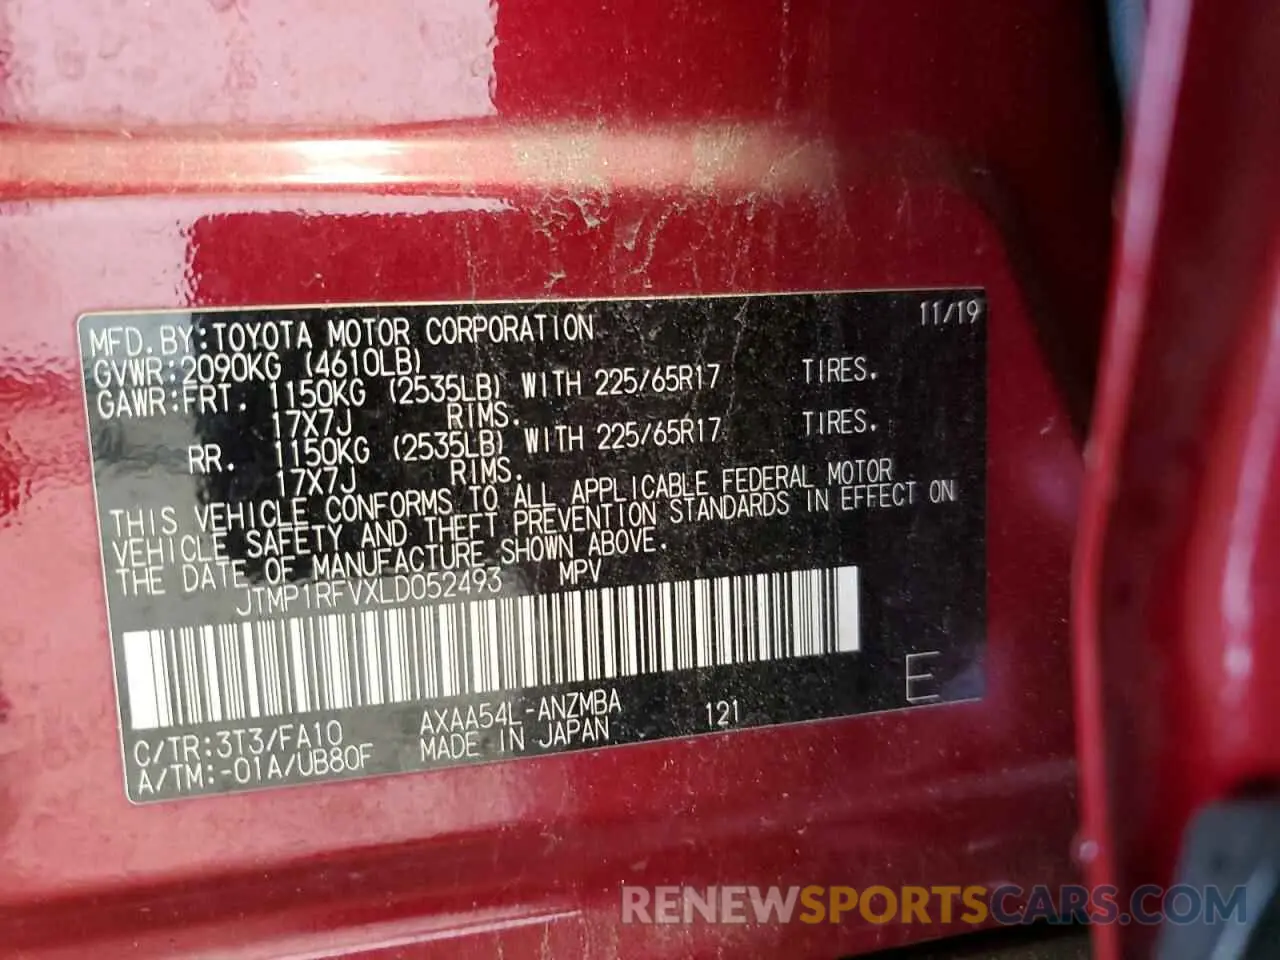 MFD. BY:TOYOTA MOTOR CORPORATION 11/19
GVWR:2090KG (4610LB)
GAWR:FRT. 1150KG (2535LB) WITH 225/65R17 TIRES.
17X7J RIMS.
RR. 1150KG (2535LB) WITH 225/65R17 TIRES.
17X7J RIMS.
THIS VEHICLE CONFORMS TO ALL APPLICABLE FEDERAL MOTOR
VEHICLE SAFETY AND THEFT PREVENTION STANDARDS IN EFFECT ON
THE DATE OF MANUFACTURE SHOWN ABOVE.
JTMP1RFVXLD052493 MPV
E
C/TR:3T3/FA10 AXAA54L-ANZMBA 121
A/TM:-01A/UB80F MADE IN JAPAN
RENEWSPORTSCARS.COM